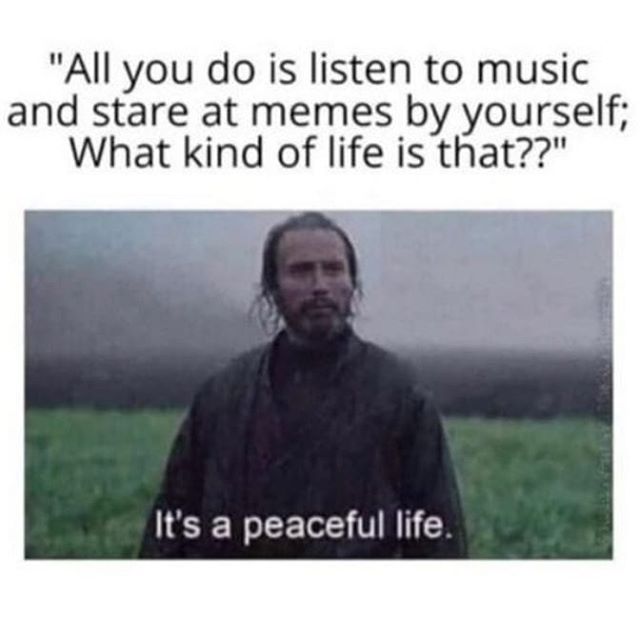 "All you do is listen to music
and stare at memes by yourself;
What kind of life is that??"
It's a peaceful life.